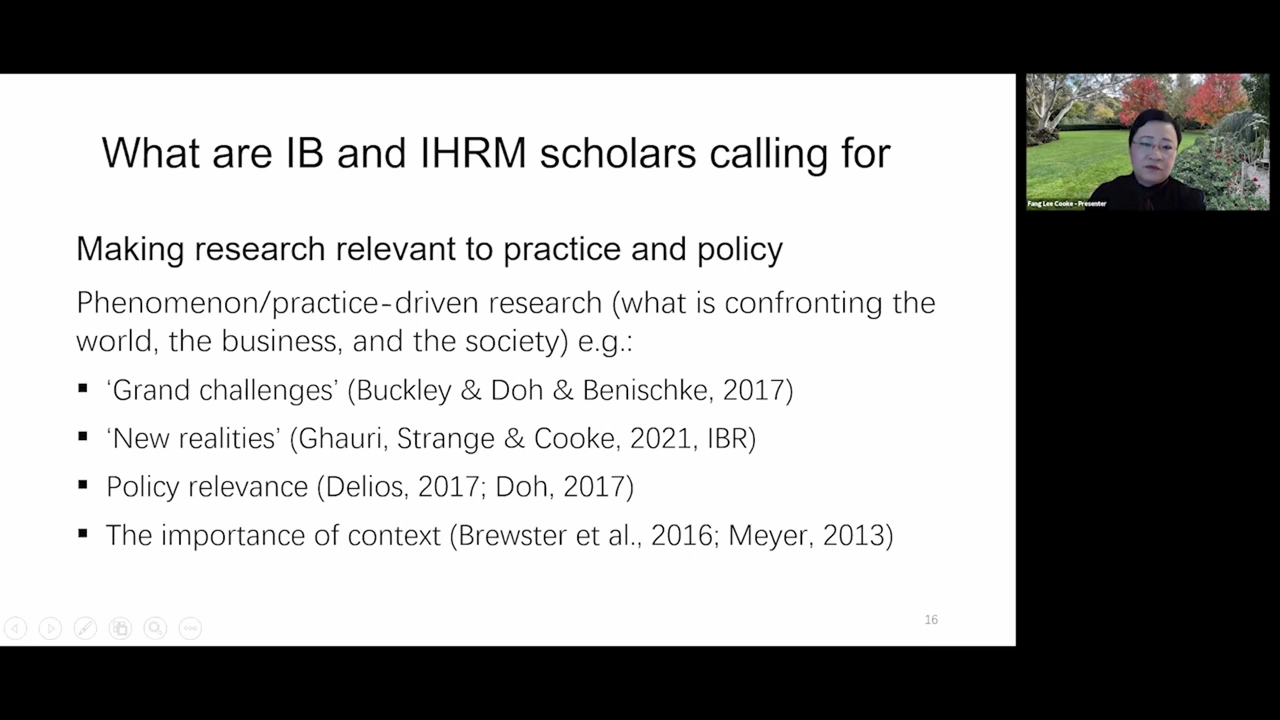 What are IB and IHRM scholars calling for
Making research relevant to practice and policy
Phenomenon/practice-driven research (what is confronting the
world, the business, and the society) e.g.:
▪ ‘Grand challenges’ (Buckley & Doh & Benischke, 2017)
▪ ‘New realities’ (Ghauri, Strange & Cooke, 2021, IBR)
▪ Policy relevance (Delios, 2017; Doh, 2017)
▪ The importance of context (Brewster et al., 2016; Meyer, 2013)
16
Fang Lee Cooke - Presenter